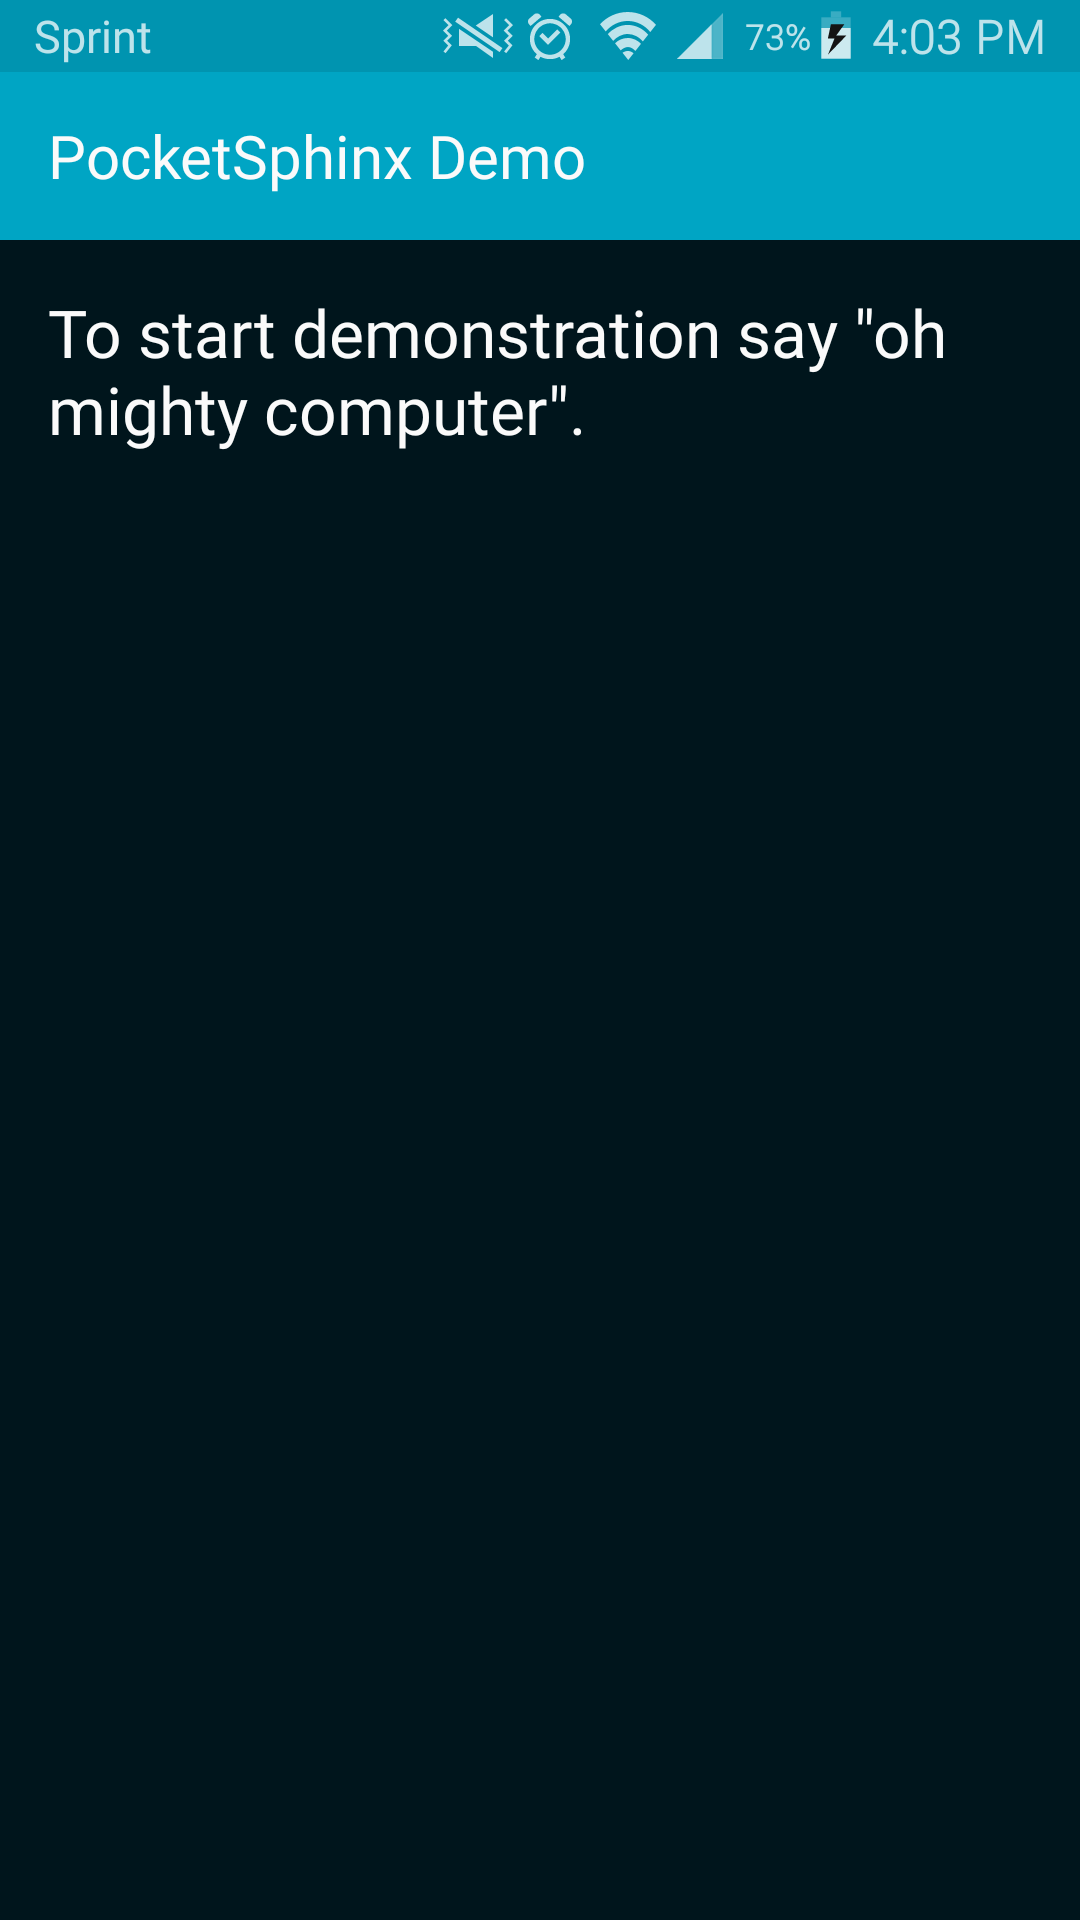 Sprint 73% 4:03 PM
PocketSphinx Demo
To start demonstration say "oh
mighty computer".